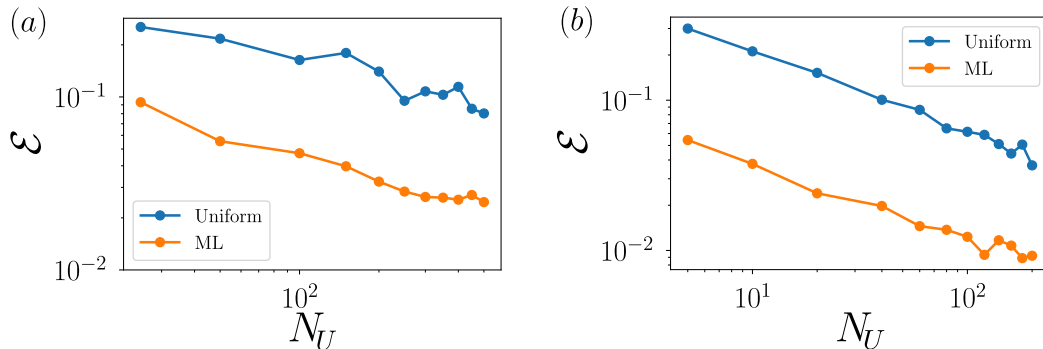 (a)
10^{-1}
10^{-2}
ℰ
Uniform
ML
10^2
N_U
(b)
10^{-1}
10^{-2}
ℰ
Uniform
ML
10^1
10^2
N_U